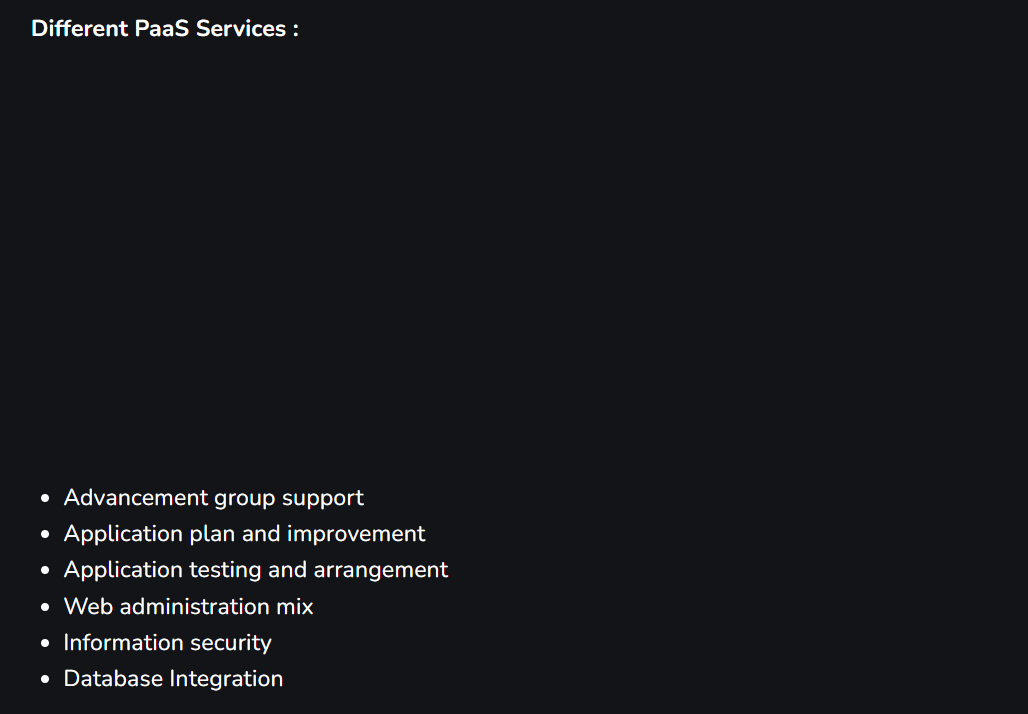 Different PaaS Services :
• Advancement group support
• Application plan and improvement
• Application testing and arrangement
• Web administration mix
• Information security
• Database Integration